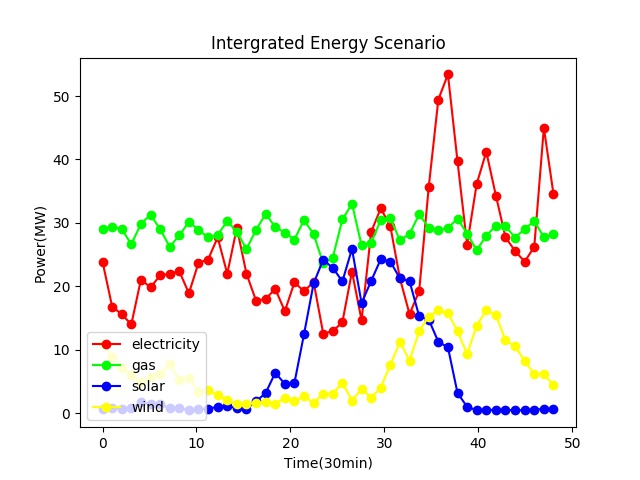 Intergrated Energy Scenario
Power(MW)
50
40
30
20
10
0
electricity
gas
solar
wind
0 10 20 30 40 50
Time(30min)